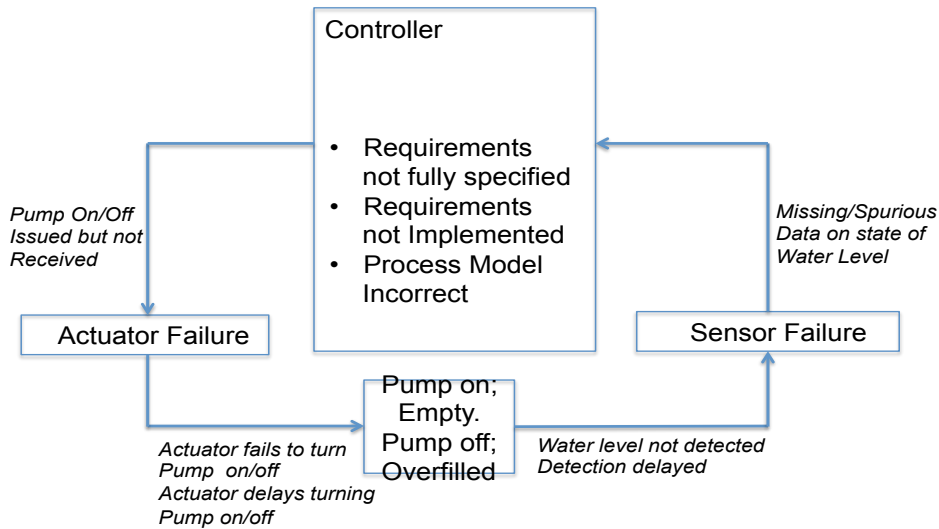 Controller
• Requirements
not fully specified
• Requirements
not Implemented
• Process Model
Incorrect
Pump On/Off
Issued but not
Received
Missing/Spurious
Data on state of
Water Level
Actuator Failure
Sensor Failure
Pump on;
Empty.
Pump off;
Overfilled
Actuator fails to turn
Pump on/off
Actuator delays turning
Pump on/off
Water level not detected
Detection delayed